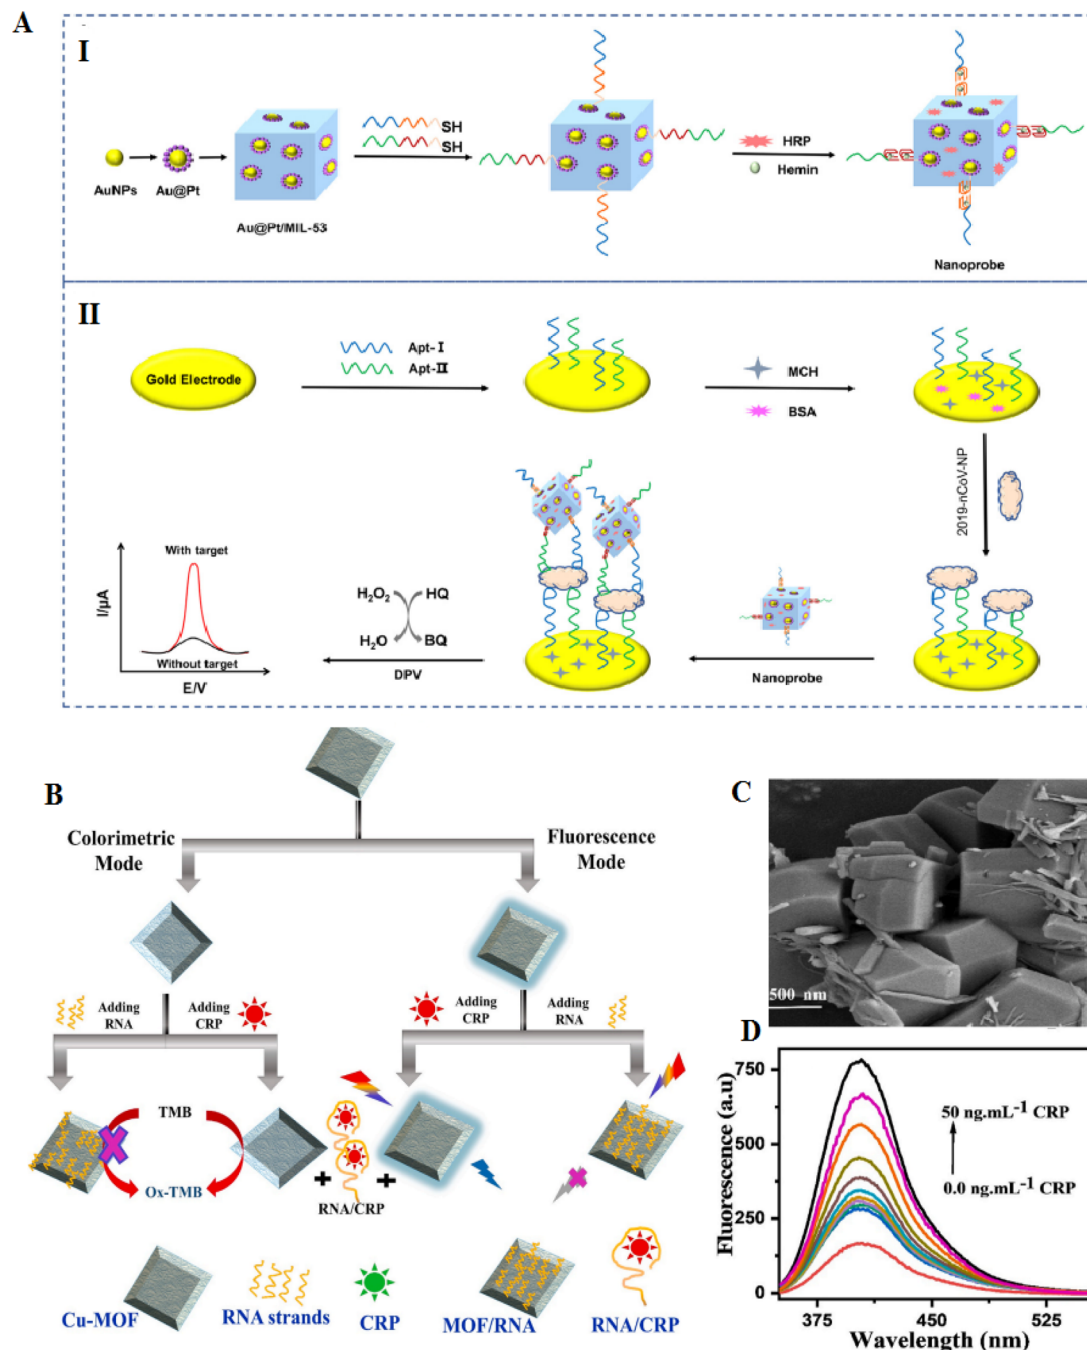 A
I
SH
SH
HRP
Hemin
AuNPs
Au@Pt
Au@Pt/MIL-53
Nanoprobe
II
Gold Electrode
Apt-I
Apt-II
MCH
BSA
2019-nCoV-NP
With target
Without target
I/μA
E/V
H2O2
HQ
H2O
BQ
DPV
Nanoprobe
B
Colorimetric
Mode
Fluorescence
Mode
Adding
RNA
Adding
CRP
Adding
CRP
Adding
RNA
TMB
Ox-TMB
RNA/CRP
Cu-MOF
RNA strands
CRP
MOF/RNA
RNA/CRP
C
500 nm
D
Fluorescence (a.u)
750
500
250
0
50 ng.mL-1 CRP
0.0 ng.mL-1 CRP
375
450
525
Wavelength (nm)